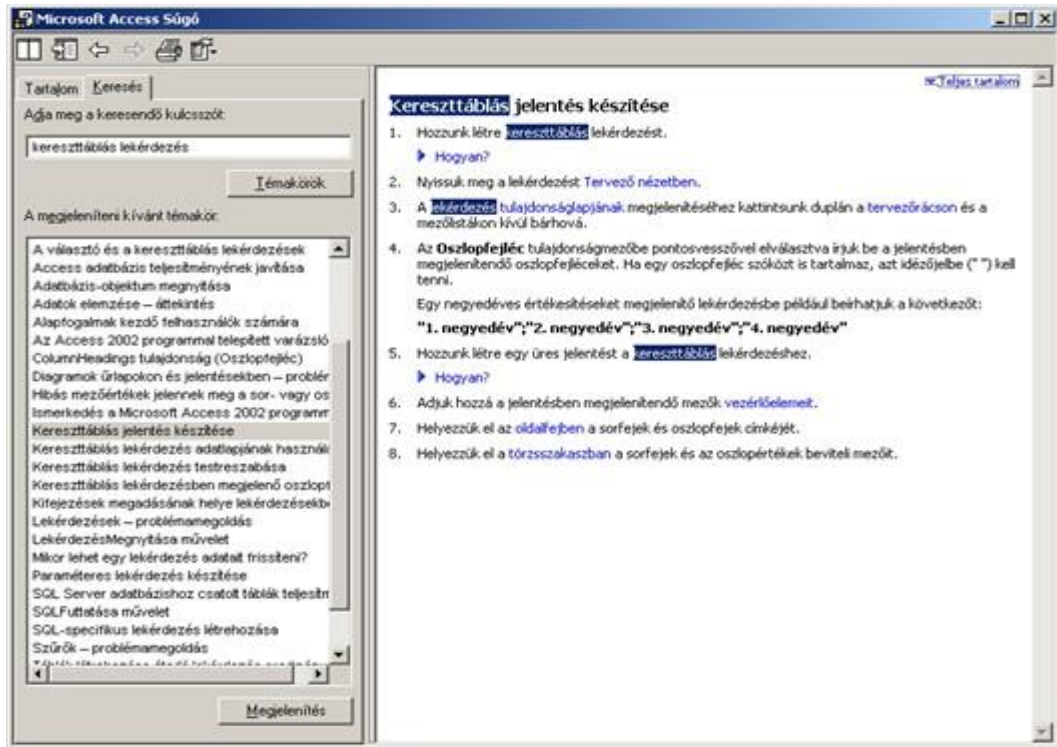 Microsoft Access Súgó
Tartalom Keresés
Adja meg a keresendő kulcsszót:
kereszttáblás lekérdezés
Témakörök
A megjeleníteni kívánt témakör:
A választó és a kereszttáblás lekérdezések
Access adatbázis teljesítményének javítása
Adatbázis-objektum megnyitása
Adatok elemzése – áttekintés
Alapfogalmak kezdő felhasználók számára
Az Access 2002 programmal telepített varázsló
ColumnHeadings tulajdonság (Oszlopfejléc)
Diagramok űrlapokon és jelentésekben – problém
Hibás mezőértékek jelennek meg a sor- vagy os
Ismerkedés a Microsoft Access 2002 programm
Kereszttáblás jelentés készítése
Kereszttáblás lekérdezés adatlapjának használa
Kereszttáblás lekérdezés testreszabása
Kereszttáblás lekérdezésben megjelenő oszlopf
Kifejezések megadásának helye lekérdezésekbe
Lekérdezések – problémamegoldás
LekérdezésMegnyitása művelet
Mikor lehet egy lekérdezés adatait frissíteni?
Paraméteres lekérdezés készítése
SQL Server adatbázishoz csatolt táblák teljesítm
SQLFuttatása művelet
SQL-specifikus lekérdezés létrehozása
Szűrők – problémamegoldás
Megjelenítés
Teljes tartalom
Kereszttáblás jelentés készítése
1. Hozzunk létre kereszttáblás lekérdezést.
Hogyan?
2. Nyissuk meg a lekérdezést Tervező nézetben.
3. A lekérdezés tulajdonságlapjának megjelenítéséhez kattintsunk duplán a tervezőrácson és a
mezőlistákon kívül bárhová.
4. Az Oszlopfejléc tulajdonságmezőbe pontosvesszővel elválasztva írjuk be a jelentésben
megjelenítendő oszlopfejléceket. Ha egy oszlopfejléc szóközt is tartalmaz, azt idézőjelbe (" ") kell
tenni.
Egy negyedéves értékesítéseket megjelenítő lekérdezésbe például beírhatjuk a következőt:
"1. negyedév";"2. negyedév";"3. negyedév";"4. negyedév"
5. Hozzunk létre egy üres jelentést a kereszttáblás lekérdezéshez.
Hogyan?
6. Adjuk hozzá a jelentésben megjelenítendő mezők vezérlőelemeit.
7. Helyezzük el az oldalfejben a sorfejek és oszlopfejek címkéjét.
8. Helyezzük el a törzsszakaszban a sorfejek és az oszlopértékek beviteli mezőit.